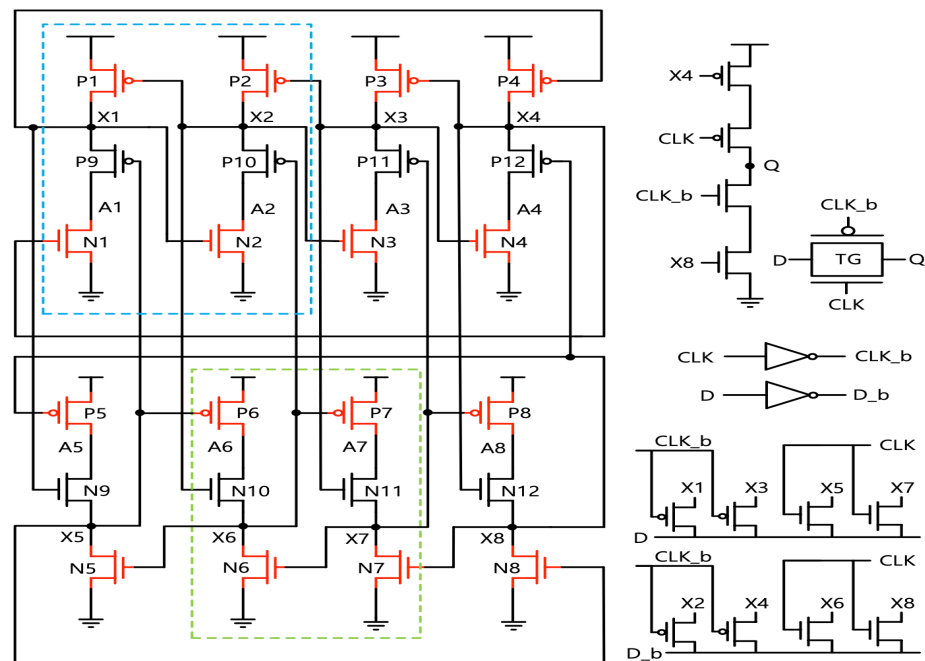 P1 P2 P3 P4
X1 X2 X3 X4
P9 P10 P11 P12
A1 A2 A3 A4
N1 N2 N3 N4
P5 P6 P7 P8
A5 A6 A7 A8
N9 N10 N11 N12
X5 X6 X7 X8
N5 N6 N7 N8
X4
CLK
Q
CLK_b
X8
CLK_b
D TG Q
CLK
CLK CLK_b
D D_b
CLK_b CLK
X1 X3 X5 X7
D
CLK_b CLK
X2 X4 X6 X8
D_b